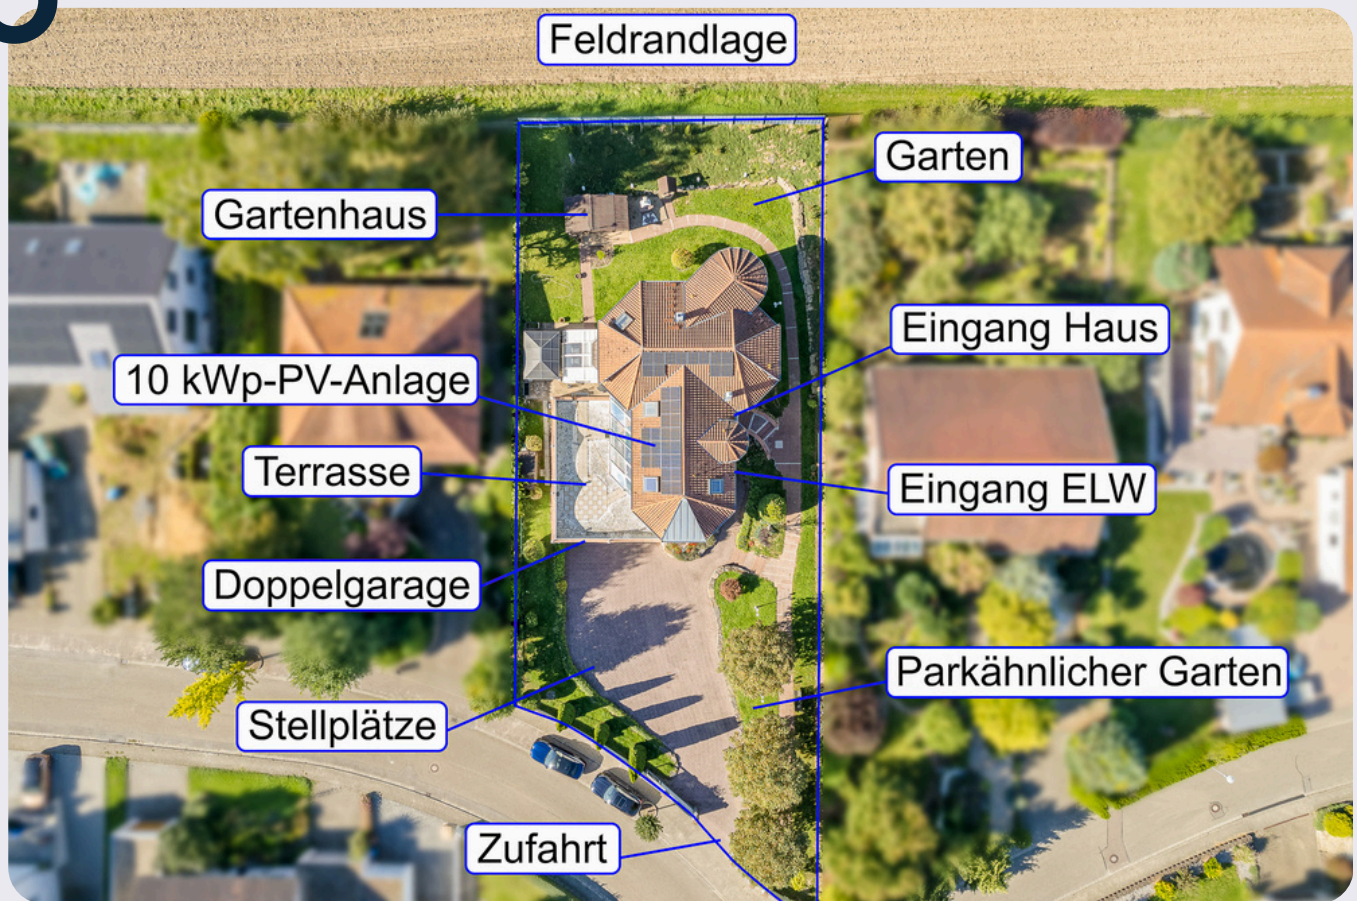 Feldrandlage
Garten
Gartenhaus
Eingang Haus
10 kWp-PV-Anlage
Terrasse
Eingang ELW
Doppelgarage
Parkähnlicher Garten
Stellplätze
Zufahrt